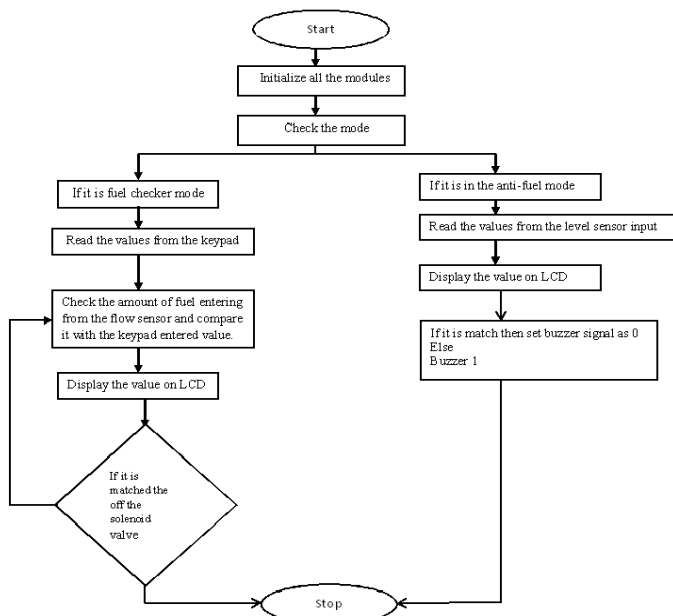 Start
Initialize all the modules
Check the mode
If it is fuel checker mode
Read the values from the keypad
Check the amount of fuel entering
from the flow sensor and compare
it with the keypad entered value.
Display the value on LCD
If it is
matched the
off the
solenoid
valve
If it is in the anti-fuel mode
Read the values from the level sensor input
Display the value on LCD
If it is match then set buzzer signal as 0
Else
Buzzer 1
Stop